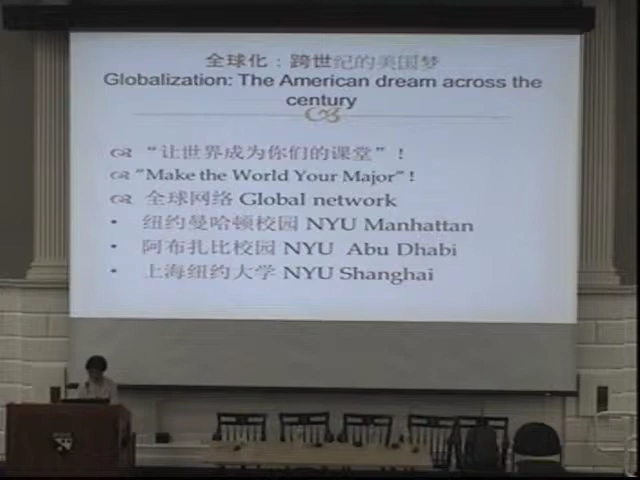 全球化：跨世纪的美国梦
Globalization: The American dream across the
century
“让世界成为你们的课堂”！
“Make the World Your Major”!
全球网络 Global network
• 纽约曼哈顿校园 NYU Manhattan
• 阿布扎比校园 NYU Abu Dhabi
• 上海纽约大学 NYU Shanghai